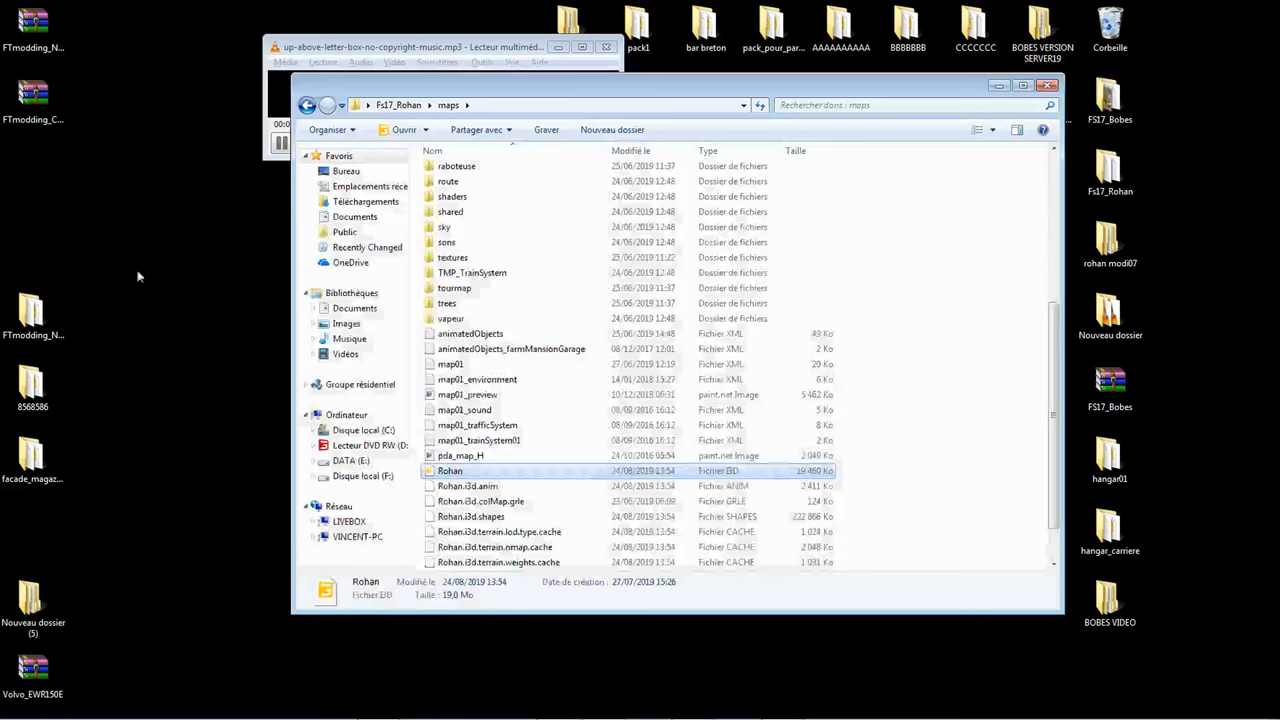 FTmodding_N...
FTmodding_C...
FTmodding_N...
8568586
facade_magaz...
Nouveau dossier
(5)
Volvo_EWR150E
pack1
bar breton
pack_pour_par...
AAAAAAAAAA
BBBBBBB
CCCCCCC
BOBES VERSION
SERVER19
Corbeille
FS17_Bobes
Fs17_Rohan
rohan modi07
Nouveau dossier
FS17_Bobes
hangar01
hangar_carriere
BOBES VIDEO
up-above-letter-box-no-copyright-music.mp3 - Lecteur multiméd...
Média Lecture Audio Vidéo Sous-titres Outils Vue Aide
Fs17_Rohan maps
Rechercher dans : maps
Organiser Ouvrir Partager avec Graver Nouveau dossier
Favoris
Bureau
Emplacements réce
Téléchargements
Documents
Public
Recently Changed
OneDrive
Bibliothèques
Documents
Images
Musique
Vidéos
Groupe résidentiel
Ordinateur
Disque local (C:)
Lecteur DVD RW (D:
DATA (E:)
Disque local (F:)
Réseau
LIVEBOX
VINCENT-PC
Nom Modifié le Type Taille
raboteuse 25/06/2019 11:37 Dossier de fichiers
route 24/06/2019 12:48 Dossier de fichiers
shaders 24/06/2019 12:48 Dossier de fichiers
shared 24/06/2019 12:48 Dossier de fichiers
sky 24/06/2019 12:48 Dossier de fichiers
sons 24/06/2019 12:48 Dossier de fichiers
textures 25/06/2019 11:22 Dossier de fichiers
TMP_TrainSystem 24/06/2019 12:48 Dossier de fichiers
tourmap 25/06/2019 11:37 Dossier de fichiers
trees 25/06/2019 11:37 Dossier de fichiers
vapeur 24/06/2019 12:48 Dossier de fichiers
animatedObjects 25/06/2019 14:48 Fichier XML 49 Ko
animatedObjects_farmMansionGarage 08/12/2017 12:01 Fichier XML 2 Ko
map01 27/06/2019 12:19 Fichier XML 20 Ko
map01_environment 14/01/2018 15:27 Fichier XML 6 Ko
map01_preview 10/12/2018 06:31 paint.net Image 5 462 Ko
map01_sound 08/09/2016 16:12 Fichier XML 5 Ko
map01_trafficSystem 08/09/2016 16:12 Fichier XML 8 Ko
map01_trainSystem01 08/09/2016 16:12 Fichier XML 2 Ko
pda_map_H 24/10/2016 05:54 paint.net Image 2 049 Ko
Rohan 24/08/2019 13:54 Fichier I3D 19 460 Ko
Rohan.i3d.anim 24/08/2019 13:54 Fichier ANIM 2 411 Ko
Rohan.i3d.colMap.grle 23/06/2019 06:09 Fichier GRLE 124 Ko
Rohan.i3d.shapes 24/08/2019 13:54 Fichier SHAPES 222 866 Ko
Rohan.i3d.terrain.lod.type.cache 24/08/2019 13:54 Fichier CACHE 1 024 Ko
Rohan.i3d.terrain.nmap.cache 24/08/2019 13:54 Fichier CACHE 2 048 Ko
Rohan.i3d.terrain.weights.cache 24/08/2019 13:54 Fichier CACHE 1 031 Ko
Rohan Modifié le : 24/08/2019 13:54 Date de création : 27/07/2019 15:26
Fichier I3D Taille : 19,0 Mo